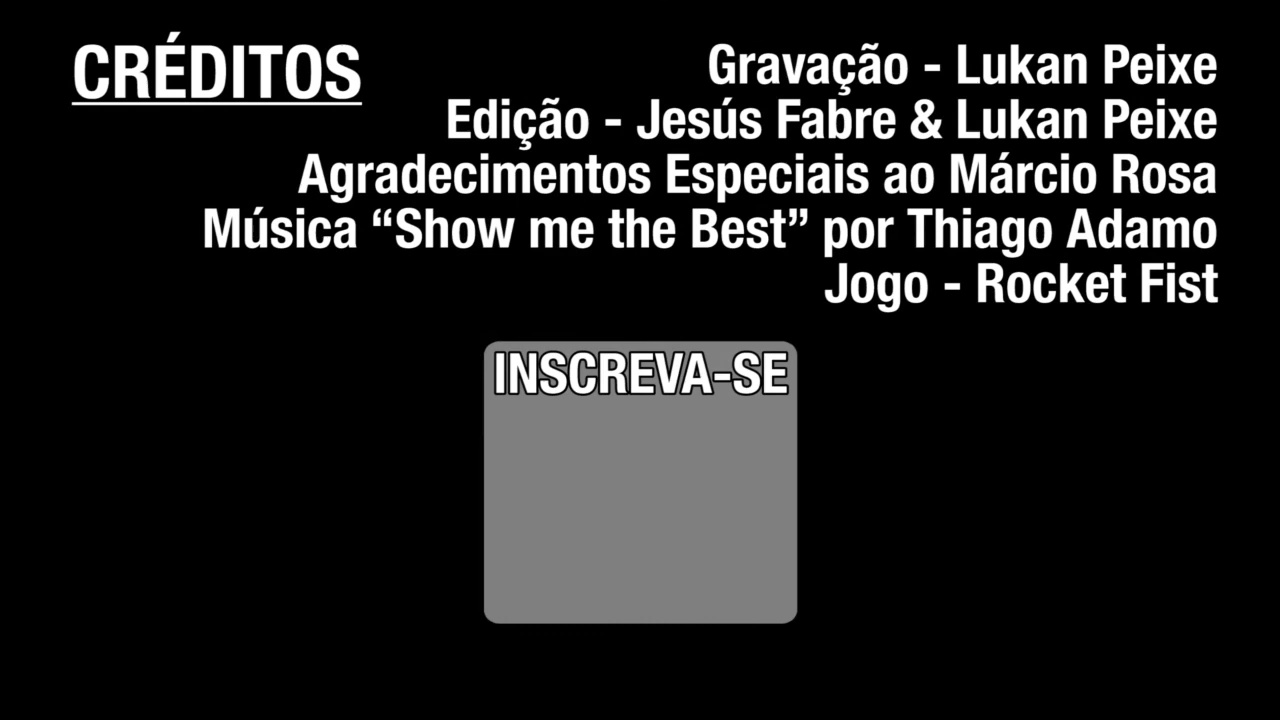 CRÉDITOS
Gravação - Lukan Peixe
Edição - Jesús Fabre & Lukan Peixe
Agradecimentos Especiais ao Márcio Rosa
Música “Show me the Best” por Thiago Adamo
Jogo - Rocket Fist
INSCREVA-SE